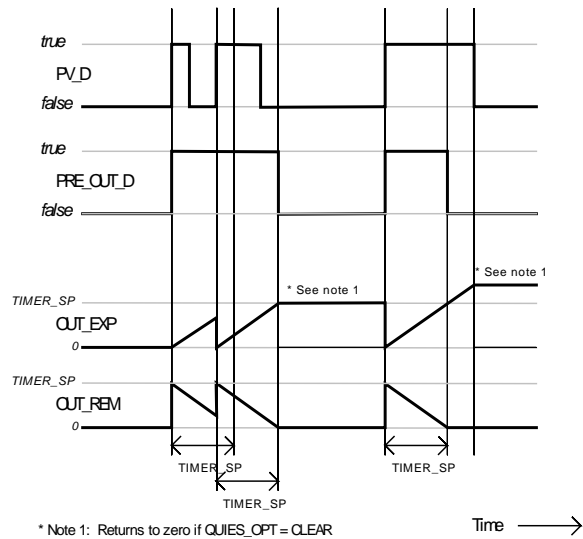 true
PV_D
false
true
PRE_OUT_D
false
* See note 1
* See note 1
TIMER_SP
OUT_EXP
0
TIMER_SP
OUT_REM
0
TIMER_SP
TIMER_SP
TIMER_SP
* Note 1: Returns to zero if QUIES_OPT = CLEAR
Time